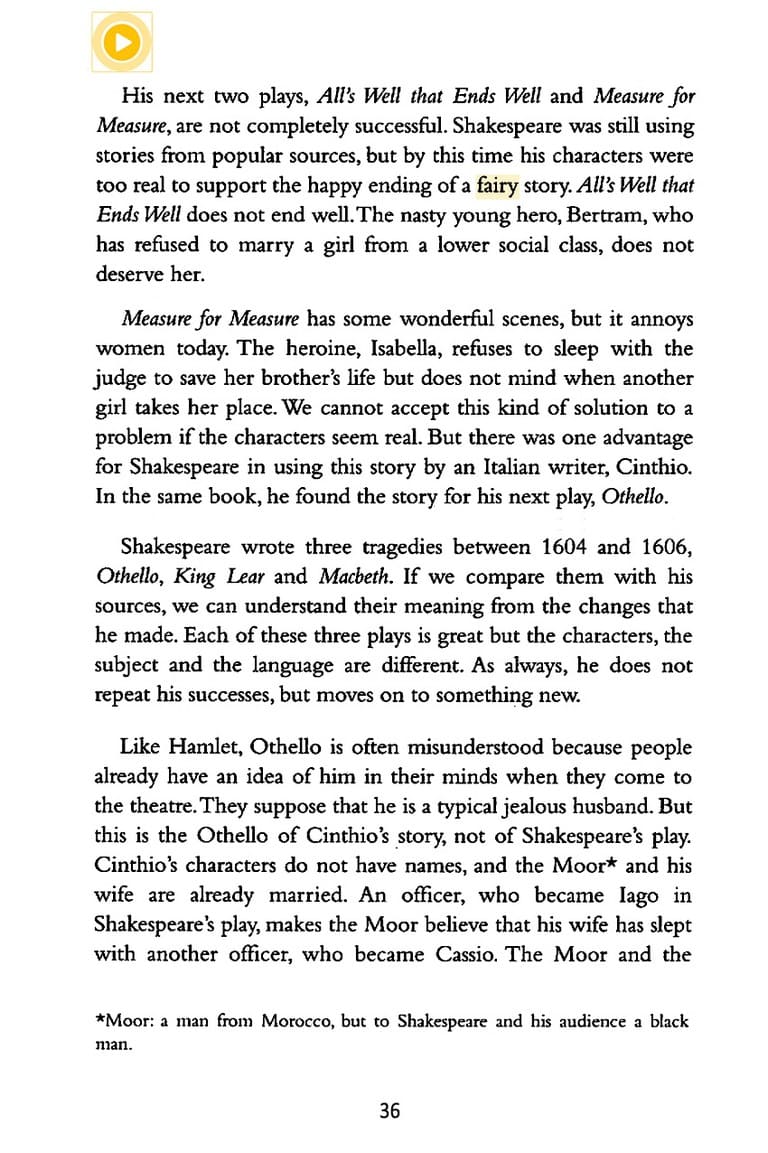 His next two plays, All's Well that Ends Well and Measure for
Measure, are not completely successful. Shakespeare was still using
stories from popular sources, but by this time his characters were
too real to support the happy ending of a fairy story. All's Well that
Ends Well does not end well. The nasty young hero, Bertram, who
has refused to marry a girl from a lower social class, does not
deserve her.
Measure for Measure has some wonderful scenes, but it annoys
women today. The heroine, Isabella, refuses to sleep with the
judge to save her brother's life but does not mind when another
girl takes her place. We cannot accept this kind of solution to a
problem if the characters seem real. But there was one advantage
for Shakespeare in using this story by an Italian writer, Cinthio.
In the same book, he found the story for his next play, Othello.
Shakespeare wrote three tragedies between 1604 and 1606,
Othello, King Lear and Macbeth. If we compare them with his
sources, we can understand their meaning from the changes that
he made. Each of these three plays is great but the characters, the
subject and the language are different. As always, he does not
repeat his successes, but moves on to something new.
Like Hamlet, Othello is often misunderstood because people
already have an idea of him in their minds when they come to
the theatre. They suppose that he is a typical jealous husband. But
this is the Othello of Cinthio's story, not of Shakespeare's play.
Cinthio's characters do not have names, and the Moor* and his
wife are already married. An officer, who became Iago in
Shakespeare's play, makes the Moor believe that his wife has slept
with another officer, who became Cassio. The Moor and the
*Moor: a man from Morocco, but to Shakespeare and his audience a black
man.
36